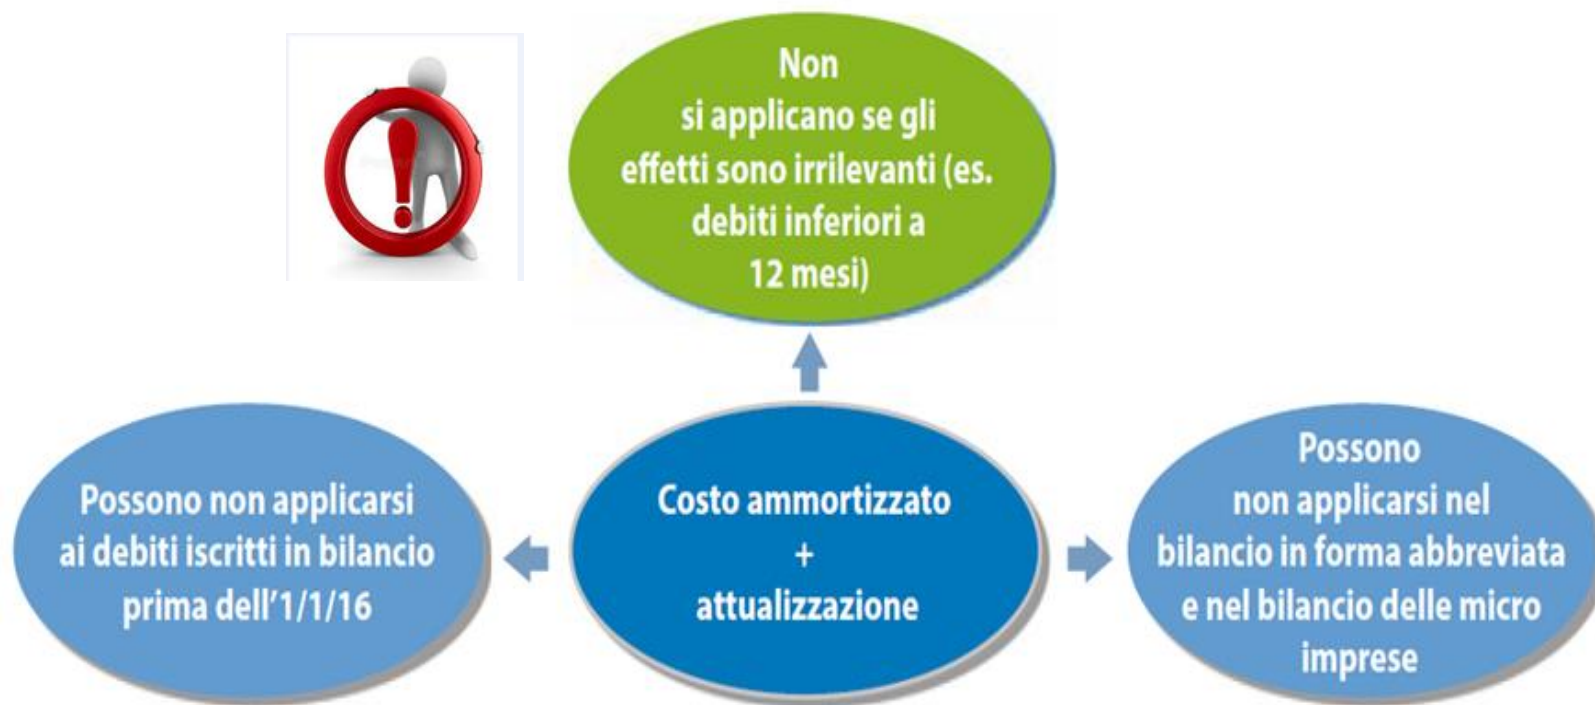 Non
si applicano se gli
effetti sono irrilevanti (es.
debiti inferiori a
12 mesi)
Possono non applicarsi
ai debiti iscritti in bilancio
prima dell'1/1/16
Costo ammortizzato
+
attualizzazione
Possono
non applicarsi nel
bilancio in forma abbreviata
e nel bilancio delle micro
imprese